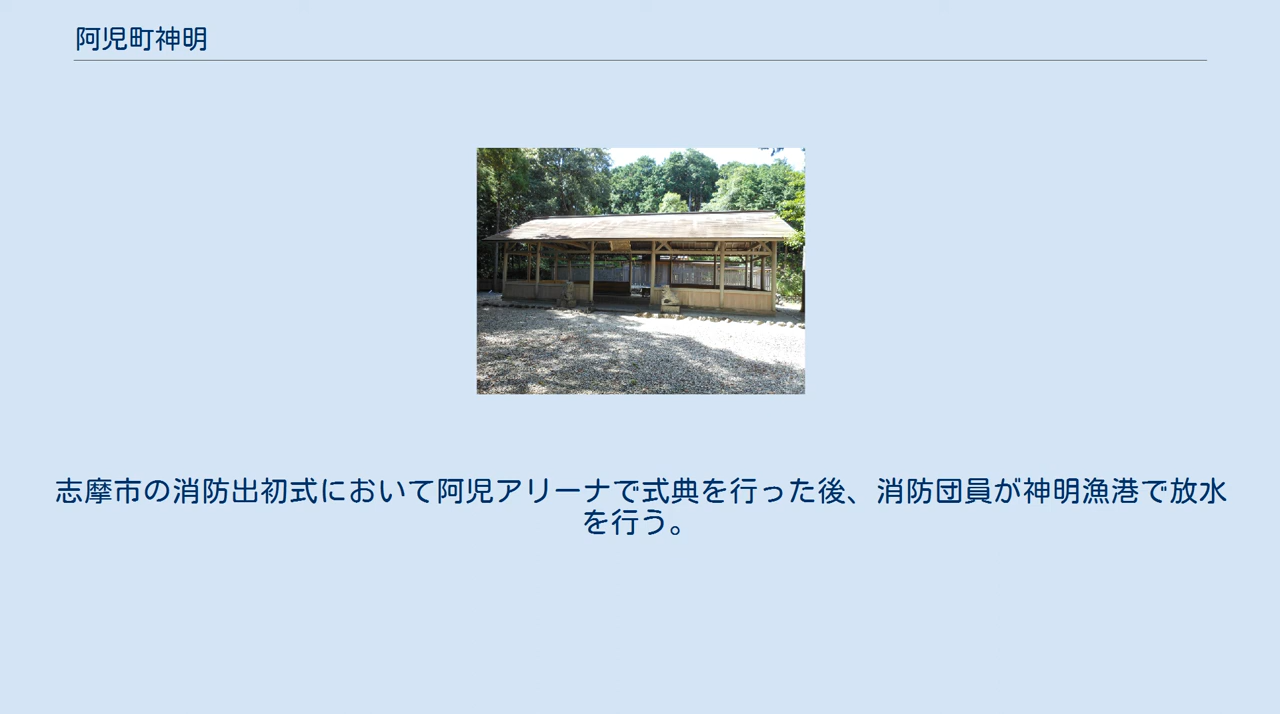 阿児町神明
志摩市の消防出初式において阿児アリーナで式典を行った後、消防団員が神明漁港で放水
を行う。